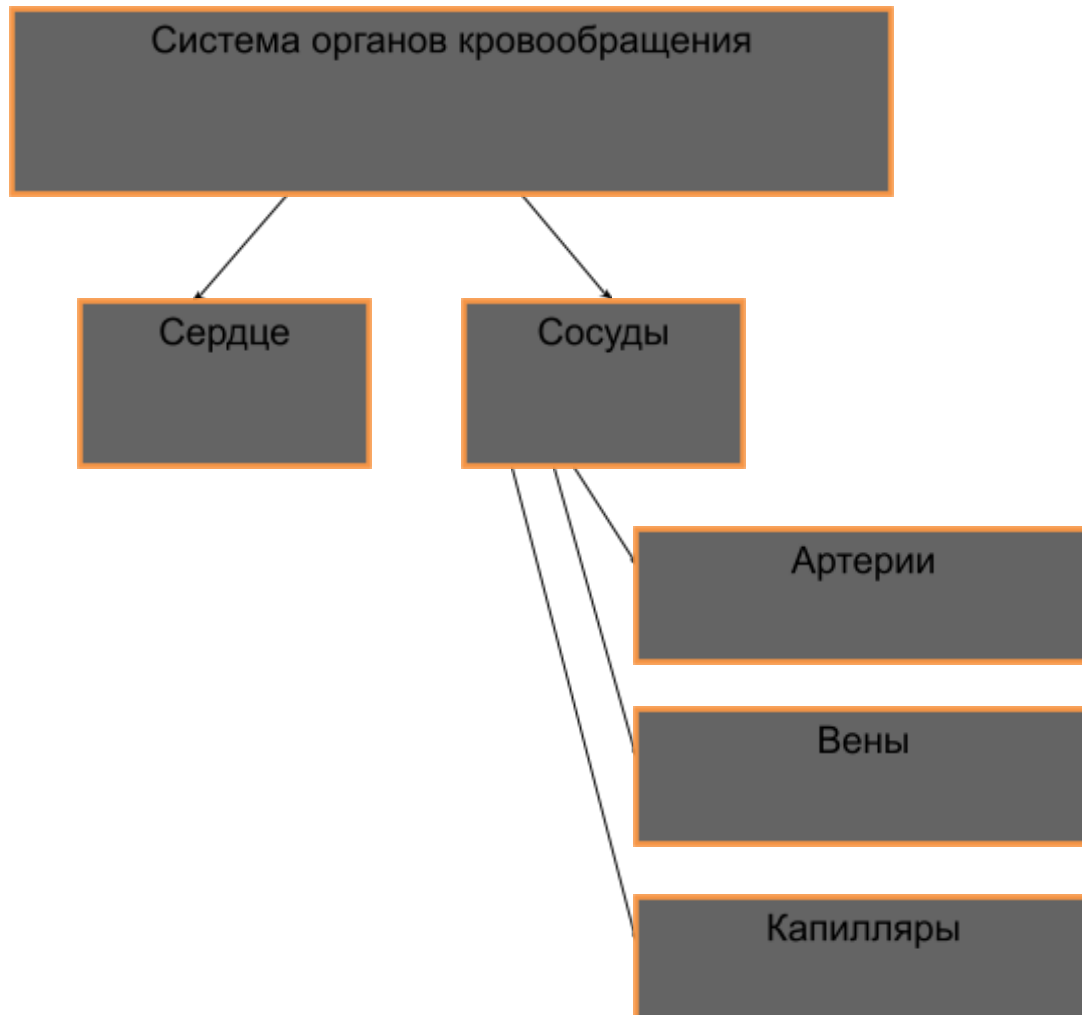 Система органов кровообращения
Сердце
Сосуды
Артерии
Вены
Капилляры